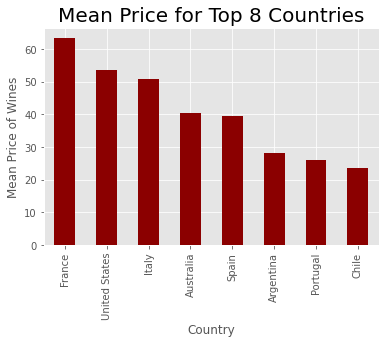 Mean Price for Top 8 Countries
Mean Price of Wines
60
50
40
30
20
10
0
France
United States
Italy
Australia
Spain
Argentina
Portugal
Chile
Country